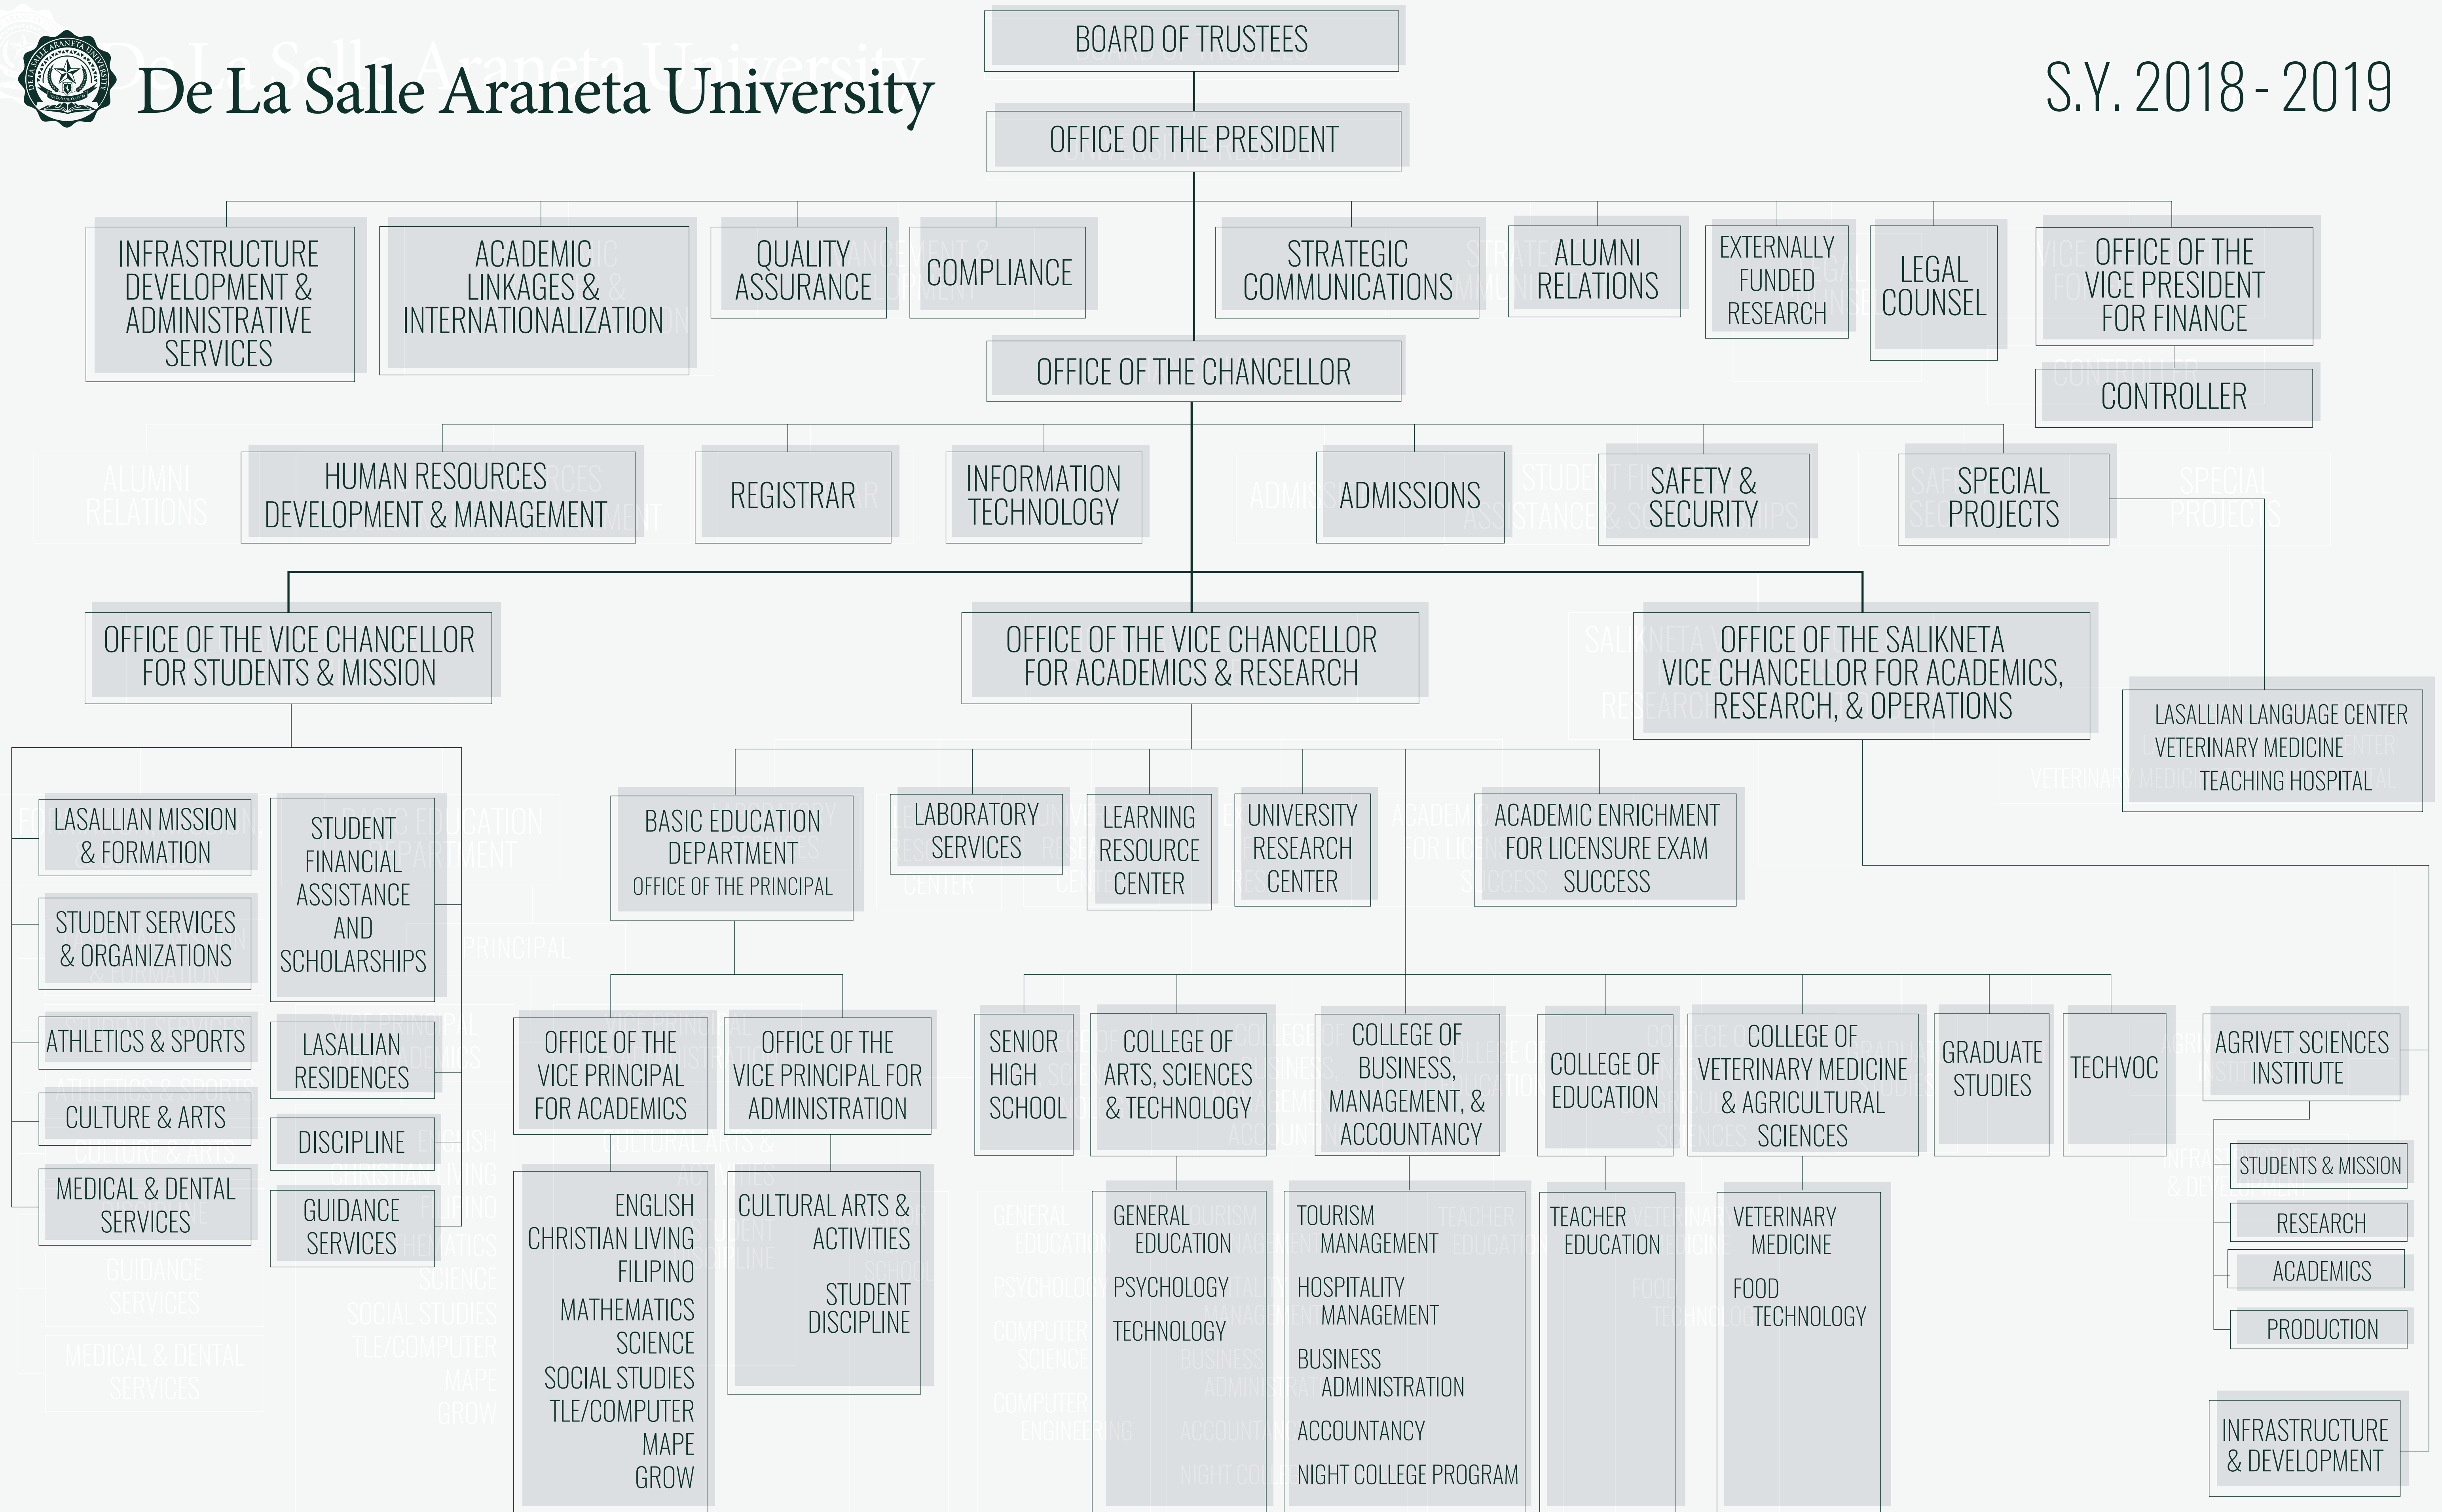 De La Salle Araneta University
S.Y. 2018 - 2019
BOARD OF TRUSTEES
OFFICE OF THE PRESIDENT
INFRASTRUCTURE
DEVELOPMENT &
ADMINISTRATIVE
SERVICES
ACADEMIC
LINKAGES &
INTERNATIONALIZATION
QUALITY
ASSURANCE
COMPLIANCE
STRATEGIC
COMMUNICATIONS
ALUMNI
RELATIONS
EXTERNALLY
FUNDED
RESEARCH
LEGAL
COUNSEL
OFFICE OF THE
VICE PRESIDENT
FOR FINANCE
OFFICE OF THE CHANCELLOR
CONTROLLER
HUMAN RESOURCES
DEVELOPMENT & MANAGEMENT
REGISTRAR
INFORMATION
TECHNOLOGY
ADMISSIONS
SAFETY &
SECURITY
SPECIAL
PROJECTS
OFFICE OF THE VICE CHANCELLOR
FOR STUDENTS & MISSION
OFFICE OF THE VICE CHANCELLOR
FOR ACADEMICS & RESEARCH
OFFICE OF THE SALIKNETA
VICE CHANCELLOR FOR ACADEMICS,
RESEARCH, & OPERATIONS
LASALLIAN LANGUAGE CENTER
VETERINARY MEDICINE
TEACHING HOSPITAL
LASALLIAN MISSION
& FORMATION
STUDENT SERVICES
& ORGANIZATIONS
ATHLETICS & SPORTS
CULTURE & ARTS
MEDICAL & DENTAL
SERVICES
STUDENT
FINANCIAL
ASSISTANCE
AND
SCHOLARSHIPS
LASALLIAN
RESIDENCES
DISCIPLINE
GUIDANCE
SERVICES
BASIC EDUCATION
DEPARTMENT
OFFICE OF THE PRINCIPAL
LABORATORY
SERVICES
LEARNING
RESOURCE
CENTER
UNIVERSITY
RESEARCH
CENTER
ACADEMIC ENRICHMENT
FOR LICENSURE EXAM
SUCCESS
OFFICE OF THE
VICE PRINCIPAL
FOR ACADEMICS
OFFICE OF THE
VICE PRINCIPAL FOR
ADMINISTRATION
ENGLISH
CHRISTIAN LIVING
FILIPINO
MATHEMATICS
SCIENCE
SOCIAL STUDIES
TLE/COMPUTER
MAPE
GROW
CULTURAL ARTS &
ACTIVITIES
STUDENT
DISCIPLINE
SENIOR
HIGH
SCHOOL
COLLEGE OF
ARTS, SCIENCES
& TECHNOLOGY
COLLEGE OF
BUSINESS,
MANAGEMENT, &
ACCOUNTANCY
COLLEGE OF
EDUCATION
COLLEGE OF
VETERINARY MEDICINE
& AGRICULTURAL
SCIENCES
GRADUATE
STUDIES
TECHVOC
GENERAL
EDUCATION
PSYCHOLOGY
TECHNOLOGY
TOURISM
MANAGEMENT
HOSPITALITY
MANAGEMENT
BUSINESS
ADMINISTRATION
ACCOUNTANCY
NIGHT COLLEGE PROGRAM
TEACHER
EDUCATION
VETERINARY
MEDICINE
FOOD
TECHNOLOGY
AGRIVET SCIENCES
INSTITUTE
STUDENTS & MISSION
RESEARCH
ACADEMICS
PRODUCTION
INFRASTRUCTURE
& DEVELOPMENT